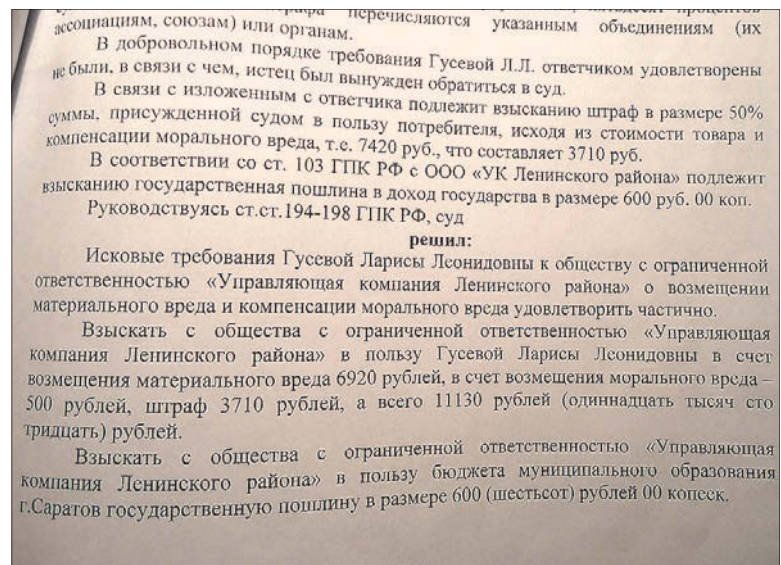 перечисляются указанным объединениям (их
ассоциациям, союзам) или органам.
В добровольном порядке требования Гусевой Л.Л. ответчиком удовлетворены
не были, в связи с чем, истец был вынужден обратиться в суд.
В связи с изложенным с ответчика подлежит взысканию штраф в размере 50%
суммы, присужденной судом в пользу потребителя, исходя из стоимости товара и
компенсации морального вреда, т.е. 7420 руб., что составляет 3710 руб.
В соответствии со ст. 103 ГПК РФ с ООО «УК Ленинского района» подлежит
взысканию государственная пошлина в доход государства в размере 600 руб. 00 коп.
Руководствуясь ст.ст.194-198 ГПК РФ, суд
решил:
Исковые требования Гусевой Ларисы Леонидовны к обществу с ограниченной
ответственностью «Управляющая компания Ленинского района» о возмещении
материального вреда и компенсации морального вреда удовлетворить частично.
Взыскать с общества с ограниченной ответственностью «Управляющая
компания Ленинского района» в пользу Гусевой Ларисы Леонидовны в счет
возмещения материального вреда 6920 рублей, в счет возмещения морального вреда –
500 рублей, штраф 3710 рублей, а всего 11130 рублей (одиннадцать тысяч сто
тридцать) рублей.
Взыскать с общества с ограниченной ответственностью «Управляющая
компания Ленинского района» в пользу бюджета муниципального образования
г.Саратов государственную пошлину в размере 600 (шестьсот) рублей 00 копеек.